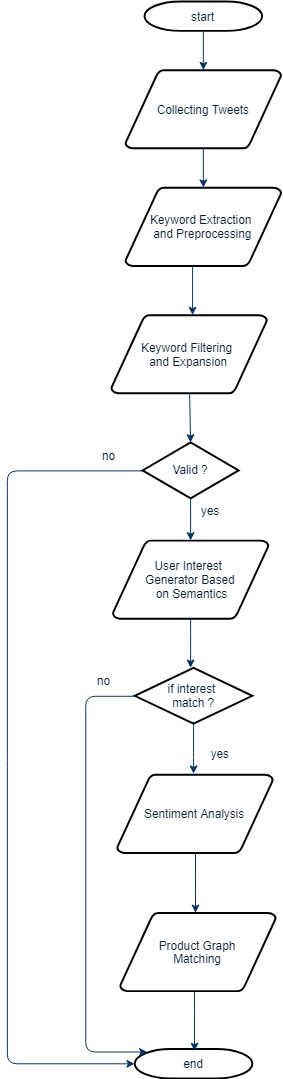 start
Collecting Tweets
Keyword Extraction
and Preprocessing
Keyword Filtering
and Expansion
no
Valid ?
yes
User Interest
Generator Based
on Semantics
no
if interest
match ?
yes
Sentiment Analysis
Product Graph
Matching
end